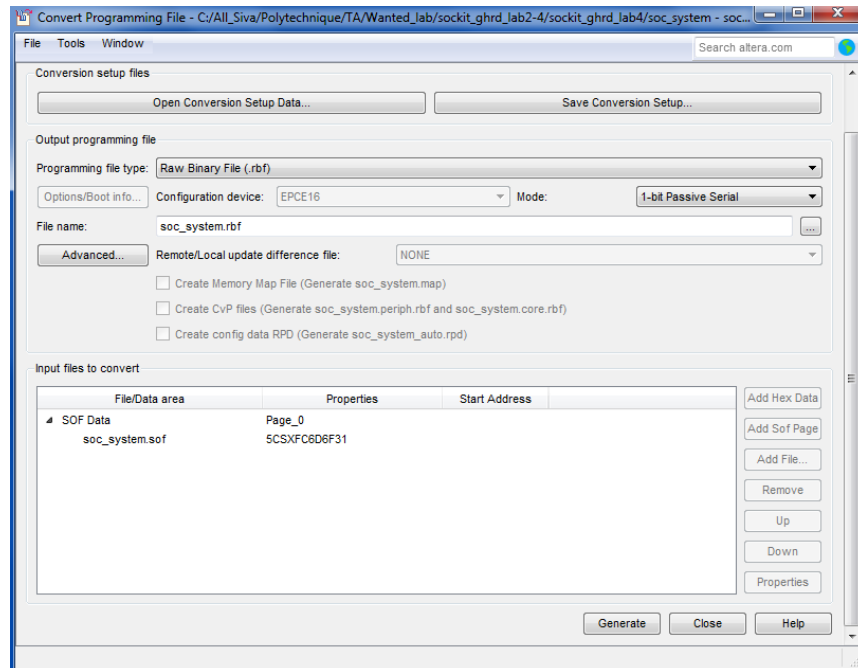 Convert Programming File - C:/All_Siva/Polytechnique/TA/Wanted_lab/sockit_ghrd_lab2-4/sockit_ghrd_lab4/soc_system - soc...
File Tools Window
Search altera.com
Conversion setup files
Open Conversion Setup Data...
Save Conversion Setup...
Output programming file
Programming file type: Raw Binary File (.rbf)
Options/Boot info... Configuration device: EPCE16 Mode: 1-bit Passive Serial
File name: soc_system.rbf ...
Advanced... Remote/Local update difference file: NONE
Create Memory Map File (Generate soc_system.map)
Create CvP files (Generate soc_system.periph.rbf and soc_system.core.rbf)
Create config data RPD (Generate soc_system_auto.rpd)
Input files to convert
File/Data area Properties Start Address
SOF Data Page_0
soc_system.sof 5CSXFC6D6F31
Add Hex Data
Add Sof Page
Add File...
Remove
Up
Down
Properties
Generate Close Help